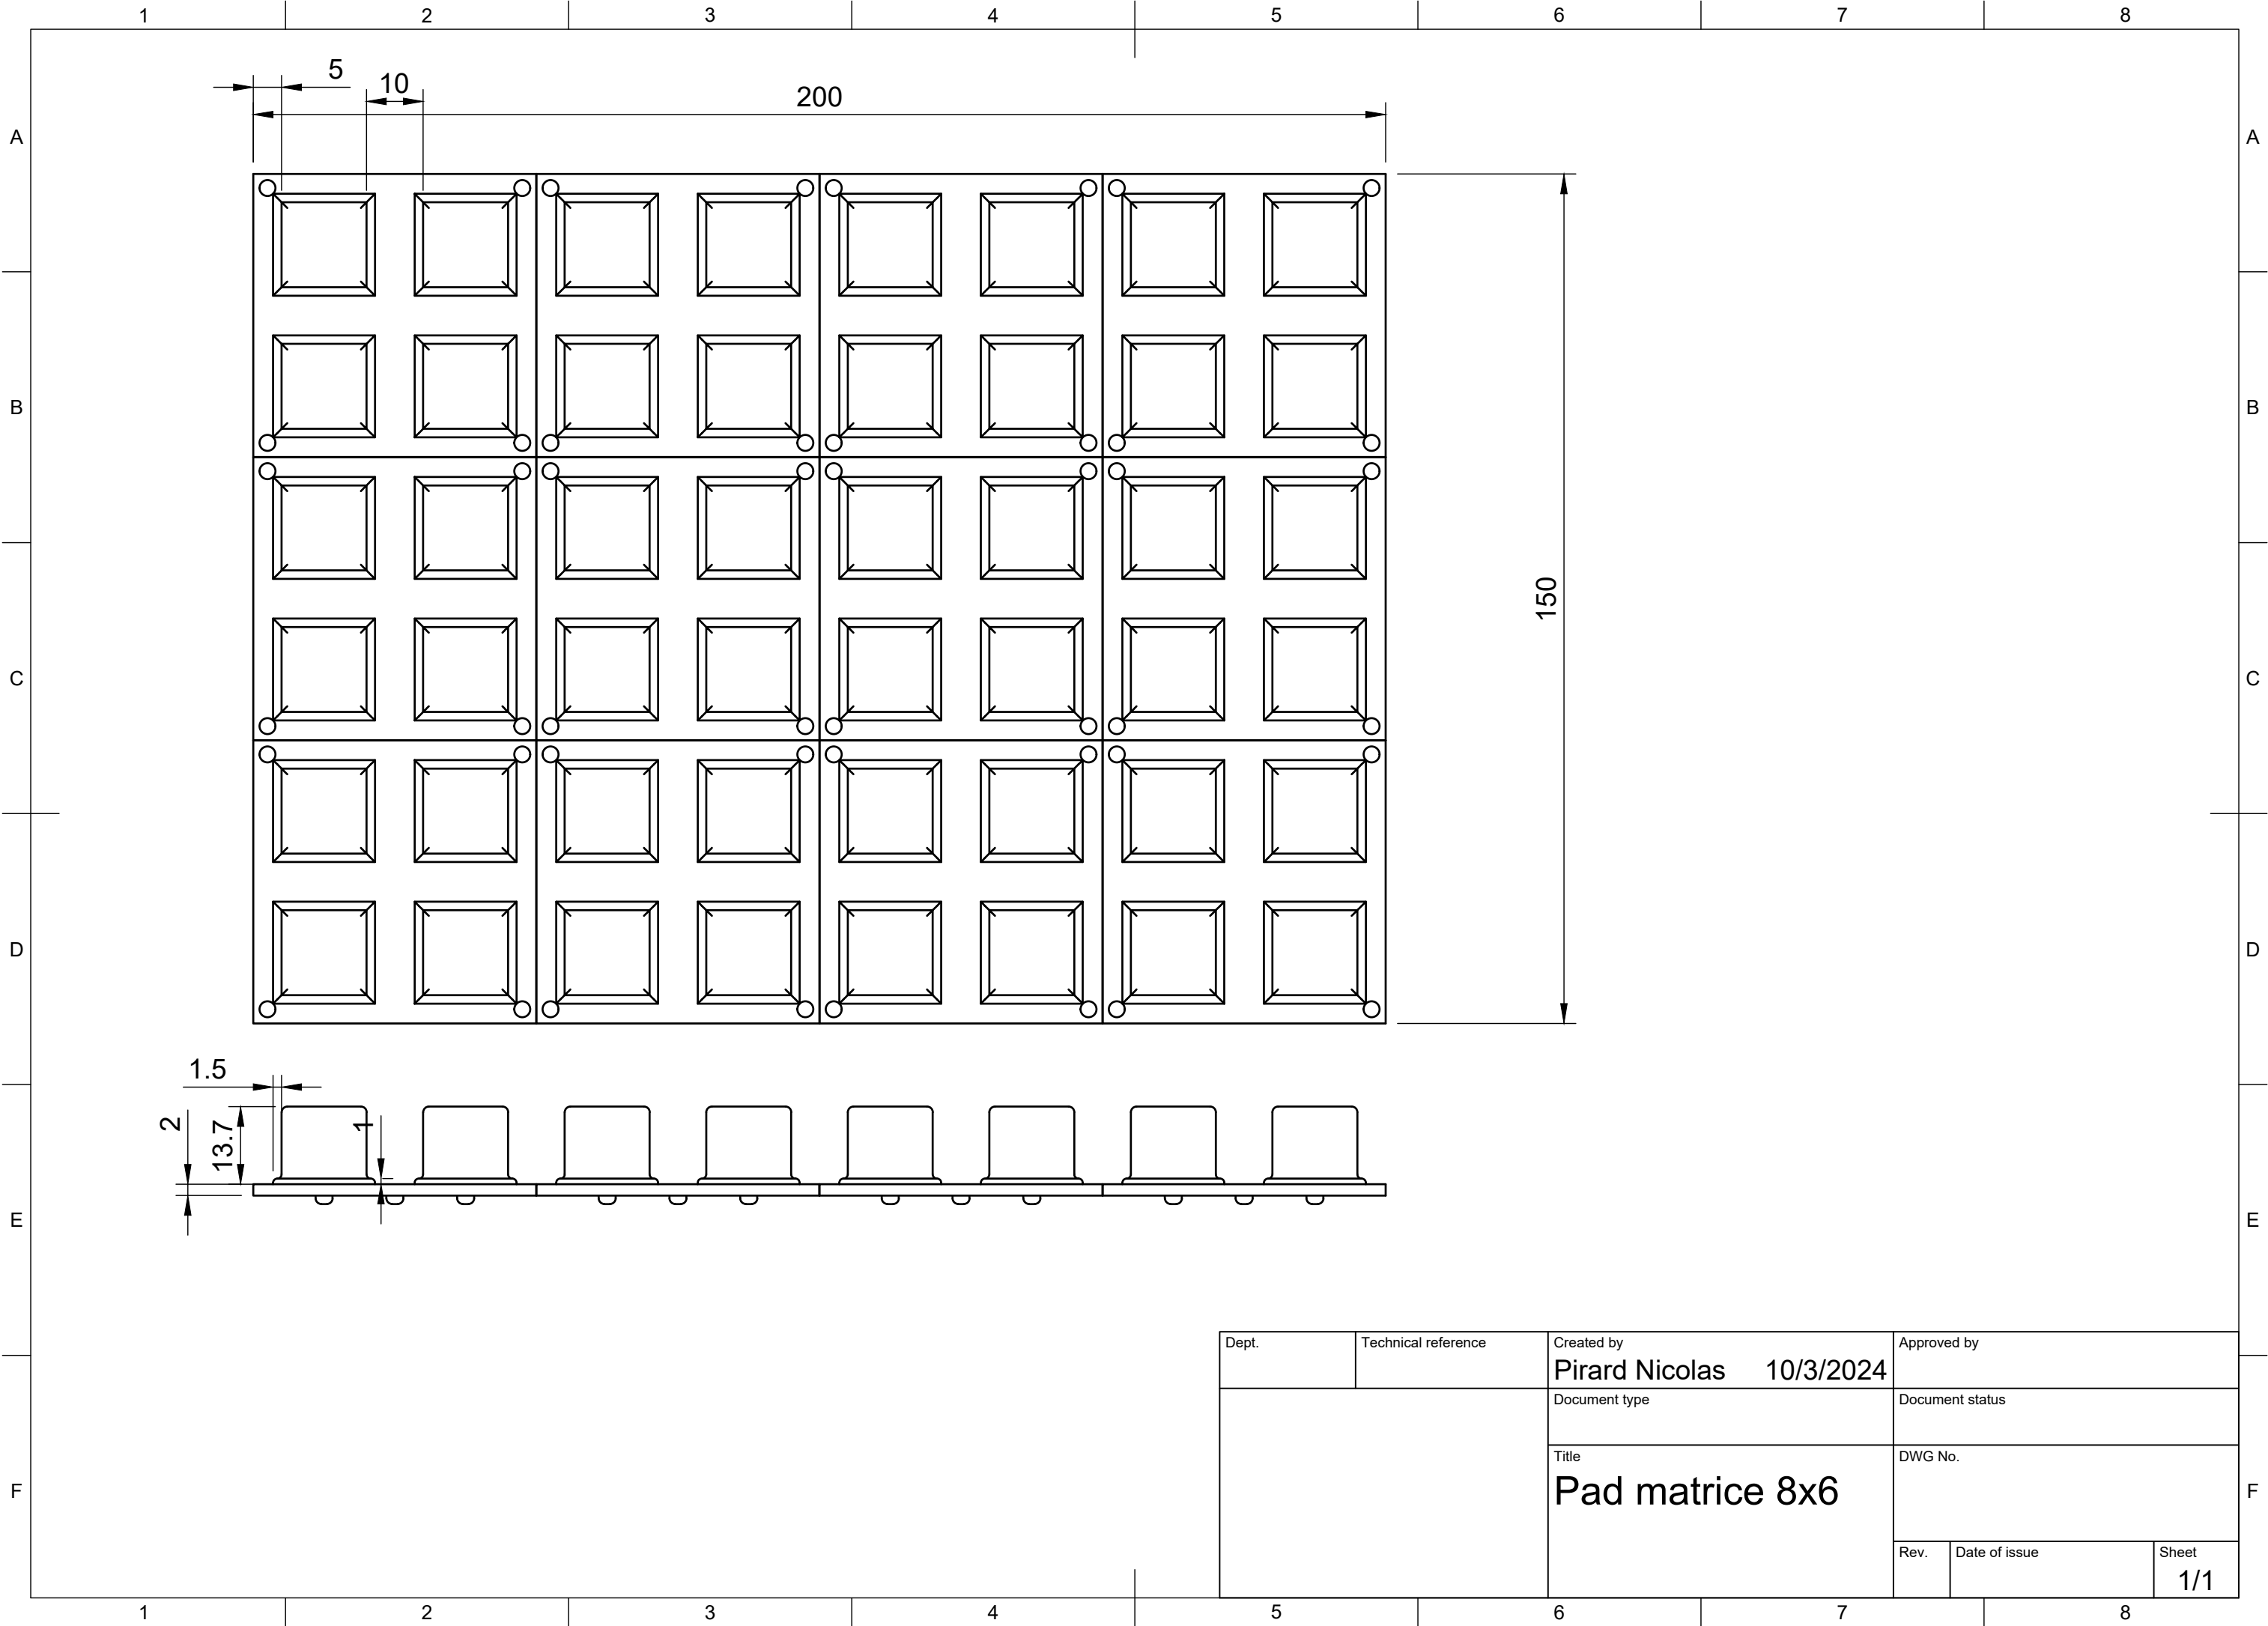 1 2 3 4 5 6 7 8
5
10
200
A A
B B
150
C C
D D
1.5
2
13.7
1
E E
Dept. Technical reference Created by Approved by
Pirard Nicolas 10/3/2024
Document type Document status
Title DWG No.
Pad matrice 8x6
F F
Rev. Date of issue Sheet
1/1
1 2 3 4 5 6 7 8